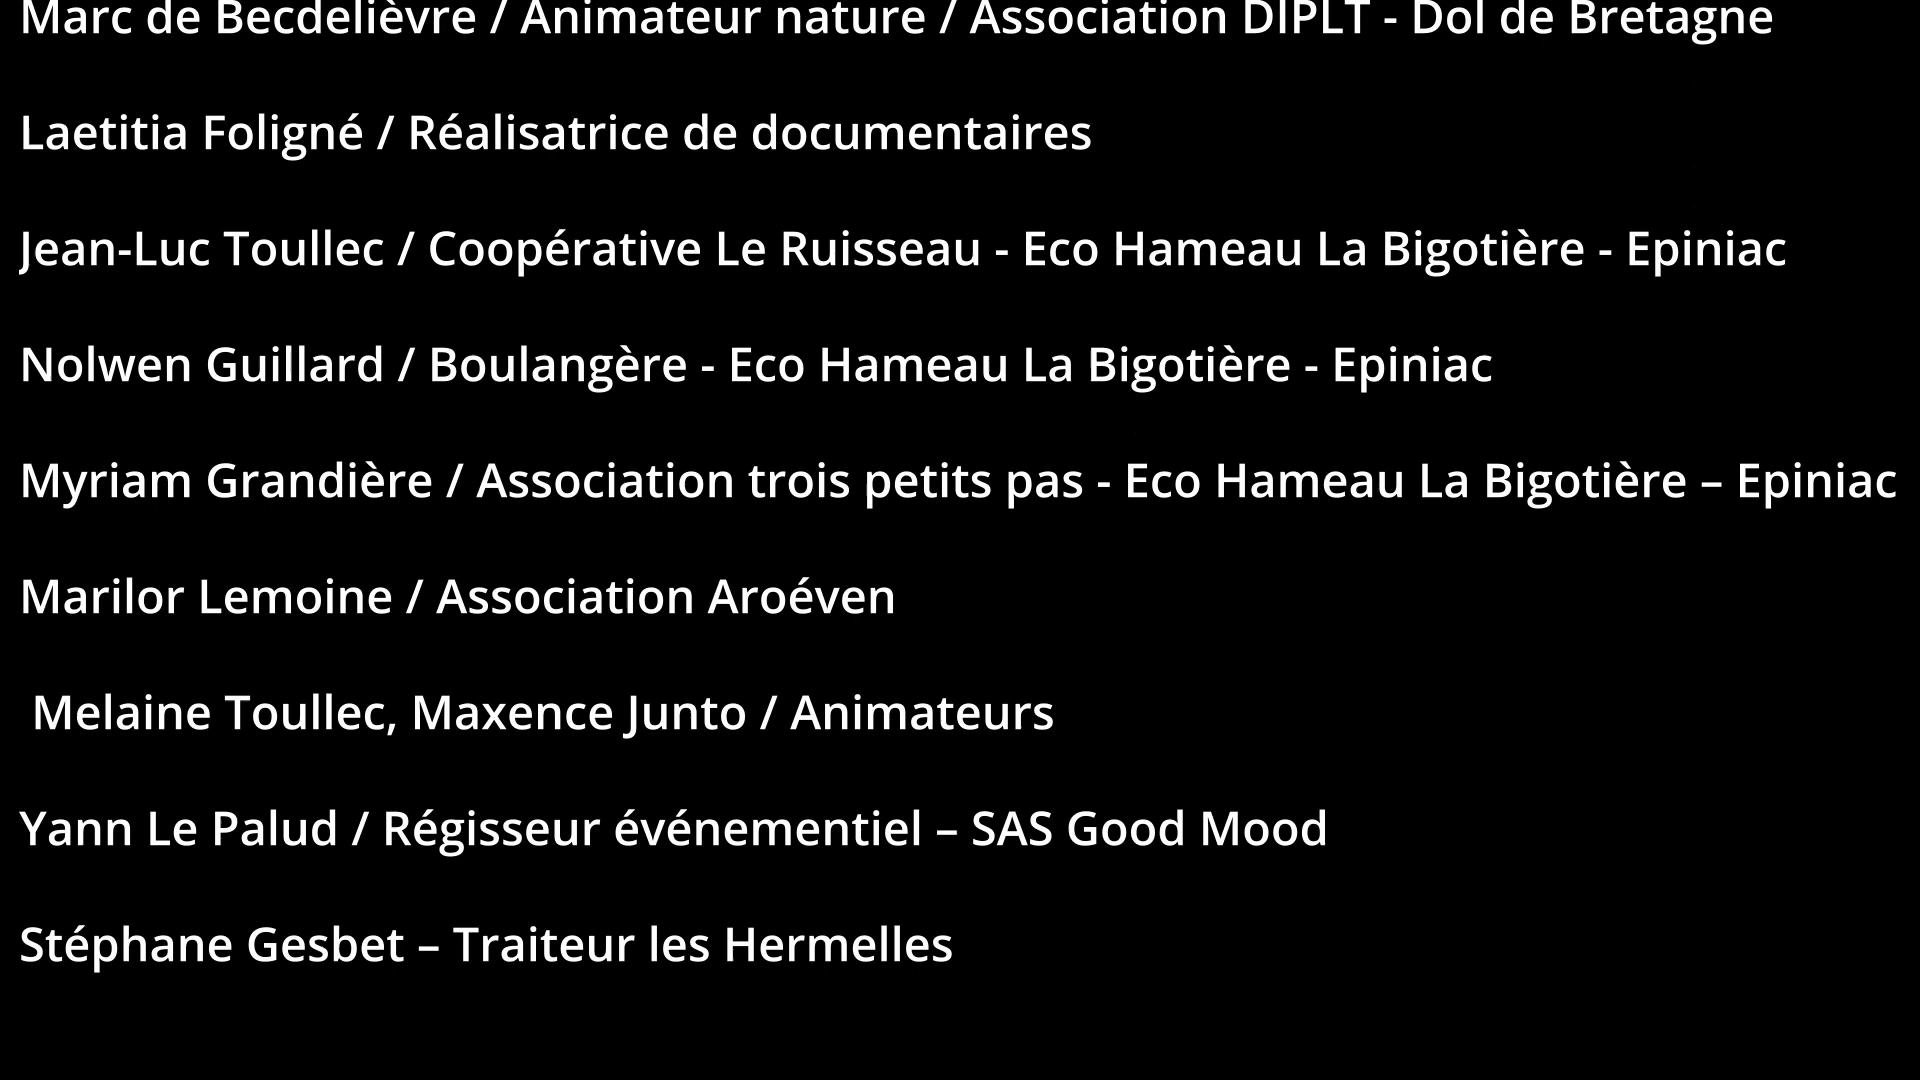 Marc de Becdelièvre / Animateur nature / Association DIPLT - Dol de Bretagne
Laetitia Foligné / Réalisatrice de documentaires
Jean-Luc Toullec / Coopérative Le Ruisseau - Eco Hameau La Bigotière - Epiniac
Nolwen Guillard / Boulangère - Eco Hameau La Bigotière - Epiniac
Myriam Grandière / Association trois petits pas - Eco Hameau La Bigotière – Epiniac
Marilor Lemoine / Association Aroéven
Melaine Toullec, Maxence Junto / Animateurs
Yann Le Palud / Régisseur événementiel – SAS Good Mood
Stéphane Gesbet – Traiteur les Hermelles